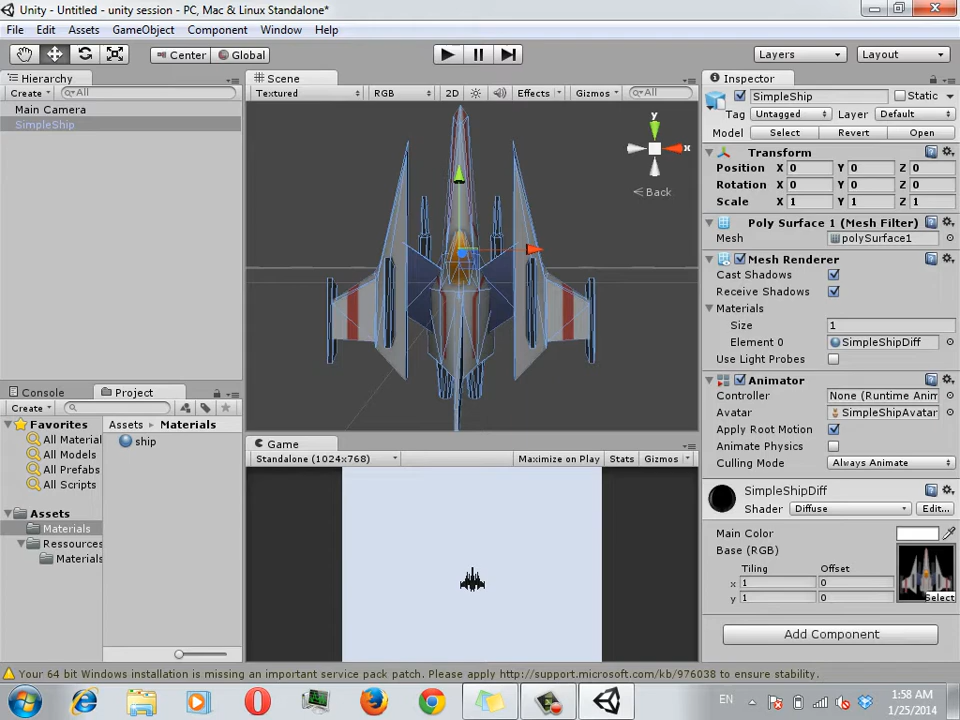 Unity - Untitled - unity session - PC, Mac & Linux Standalone*
File Edit Assets GameObject Component Window Help
Center Global Layers Layout
Hierarchy
Create All
Main Camera
SimpleShip
Scene
Textured RGB 2D Effects Gizmos All
y
x
Back
Game
Standalone (1024x768) Maximize on Play Stats Gizmos
Console Project
Create
Favorites
All Material
All Models
All Prefabs
All Scripts
Assets
Materials
Ressources
Materials
Assets Materials
ship
Inspector
SimpleShip Static
Tag Untagged Layer Default
Model Select Revert Open
Transform
Position X 0 Y 0 Z 0
Rotation X 0 Y 0 Z 0
Scale X 1 Y 1 Z 1
Poly Surface 1 (Mesh Filter)
Mesh polySurface1
Mesh Renderer
Cast Shadows
Receive Shadows
Materials
Size 1
Element 0 SimpleShipDiff
Use Light Probes
Animator
Controller None (Runtime Anim
Avatar SimpleShipAvatar
Apply Root Motion
Animate Physics
Culling Mode Always Animate
SimpleShipDiff
Shader Diffuse Edit...
Main Color
Base (RGB)
Tiling Offset
x 1 0
y 1 0
Select
Add Component
Your 64 bit Windows installation is missing an important service pack patch. Please apply http://support.microsoft.com/kb/976038 to ensure stability.
EN
1:58 AM
1/25/2014